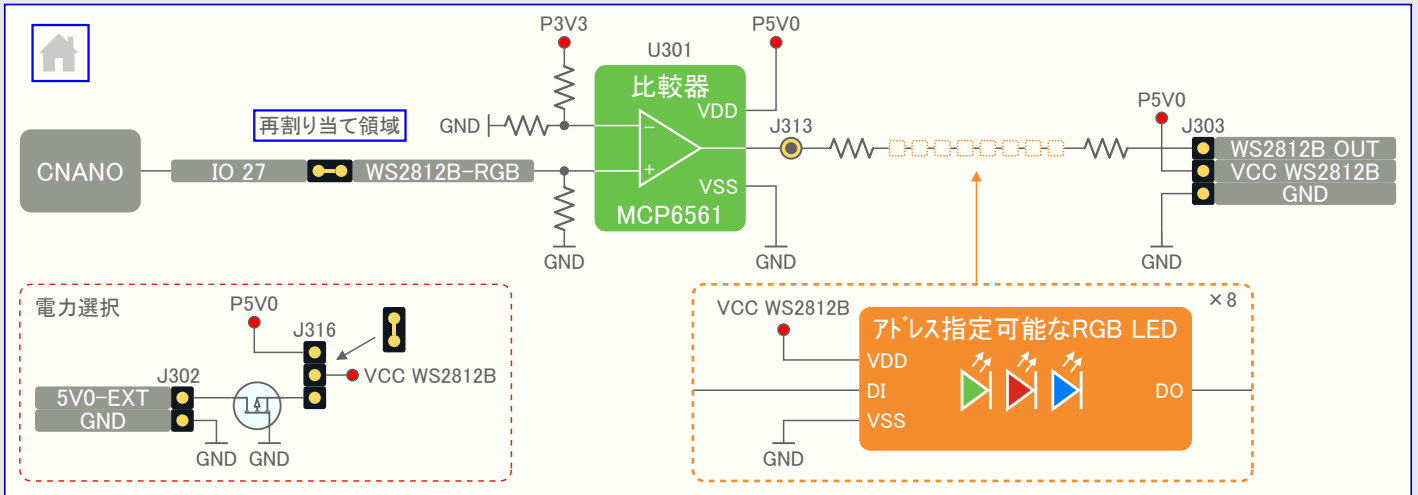 P3V3
P5V0
U301
比較器
VDD
P5V0
再割り当て領域
GND
−
J313
J303
WS2812B OUT
CNANO
IO 27
WS2812B-RGB
+
VCC WS2812B
VSS
GND
MCP6561
GND
GND
GND
電力選択
P5V0
J316
VCC WS2812B
J302
5V0-EXT
GND
GND
GND
VCC WS2812B
×8
アドレス指定可能なRGB LED
VDD
DI
DO
VSS
GND